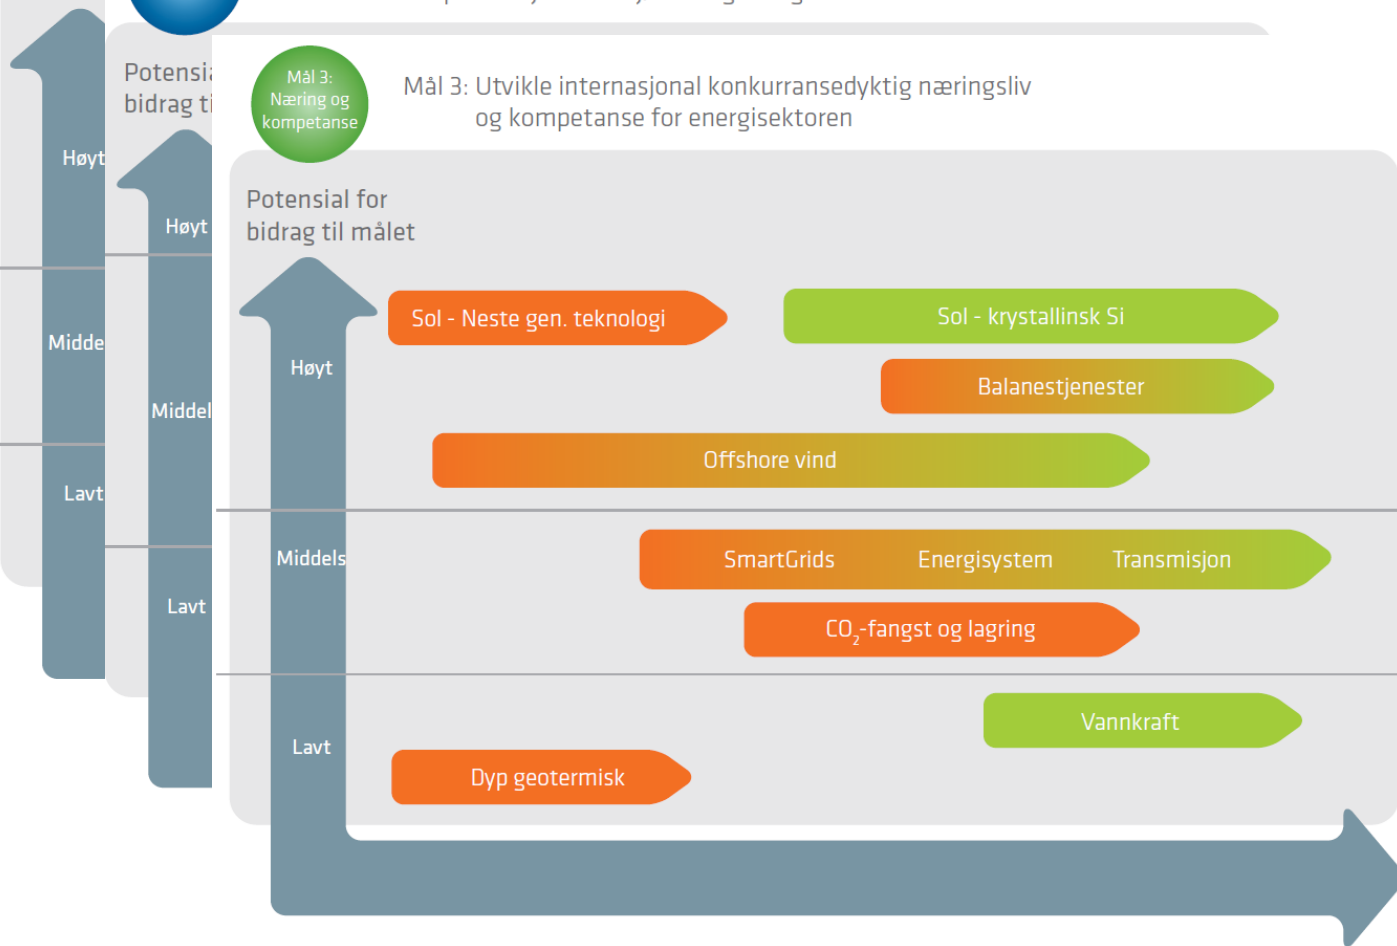 Potensia
bidrag ti
Høyt
Midde
Lavt
Høyt
Middel
Lavt
Mål 3:
Næring og
kompetanse
Mål 3: Utvikle internasjonal konkurransedyktig næringsliv
og kompetanse for energisektoren
Potensial for
bidrag til målet
Høyt
Sol - Neste gen. teknologi
Sol - krystallinsk Si
Balanestjenester
Offshore vind
Middels
SmartGrids Energisystem Transmisjon
CO₂-fangst og lagring
Lavt
Vannkraft
Dyp geotermisk